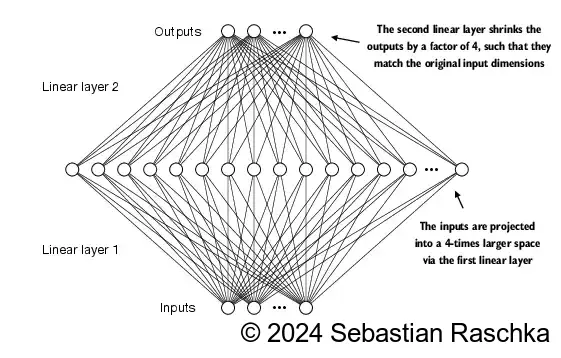 Outputs
The second linear layer shrinks the
outputs by a factor of 4, such that they
match the original input dimensions
Linear layer 2
The inputs are projected
into a 4-times larger space
via the first linear layer
Linear layer 1
Inputs
© 2024 Sebastian Raschka